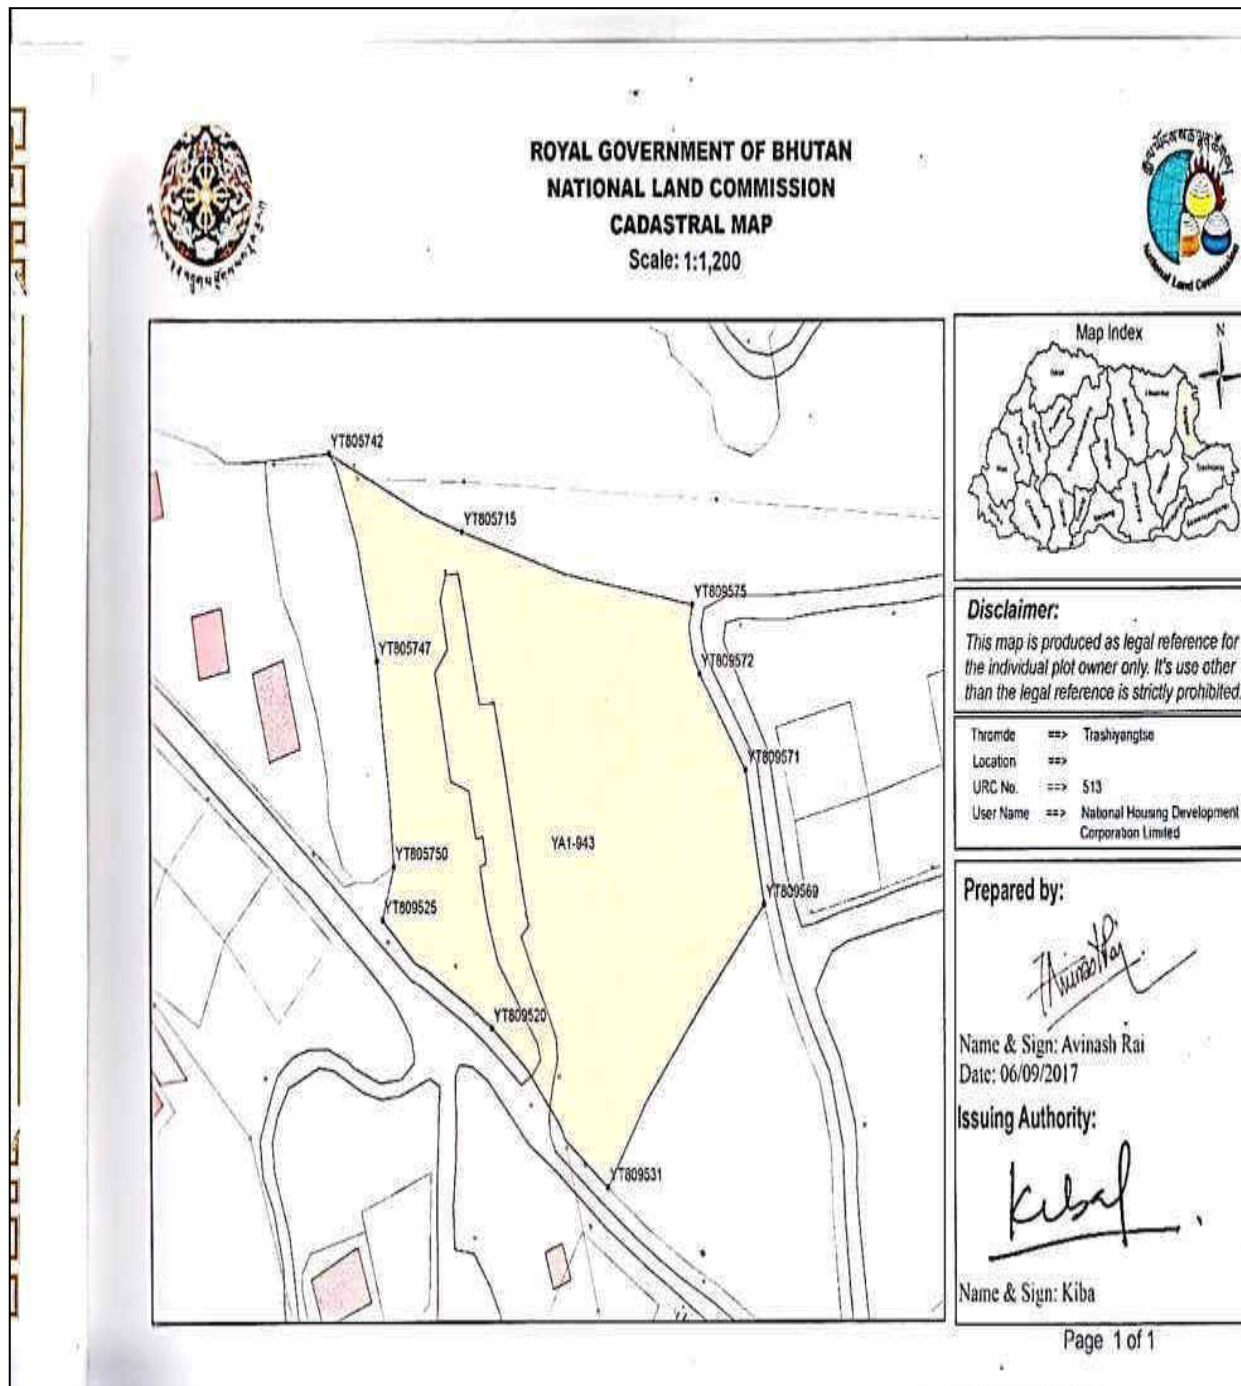 ROYAL GOVERNMENT OF BHUTAN
NATIONAL LAND COMMISSION
CADASTRAL MAP
Scale: 1:1,200
National Land Commission
Map Index
N
YT805742
YT805715
YT809575
YT809572
YT805747
YT809571
YA1-943
YT805750
YT809569
YT809525
YT809520
YT809531
Disclaimer:
This map is produced as legal reference for
the individual plot owner only. It's use other
than the legal reference is strictly prohibited.
Thromde ==> Trashiyangtse
Location ==>
URC No. ==> 513
User Name ==> National Housing Development
Corporation Limited
Prepared by:
Name & Sign: Avinash Rai
Date: 06/09/2017
Issuing Authority:
Name & Sign: Kiba
Page 1 of 1